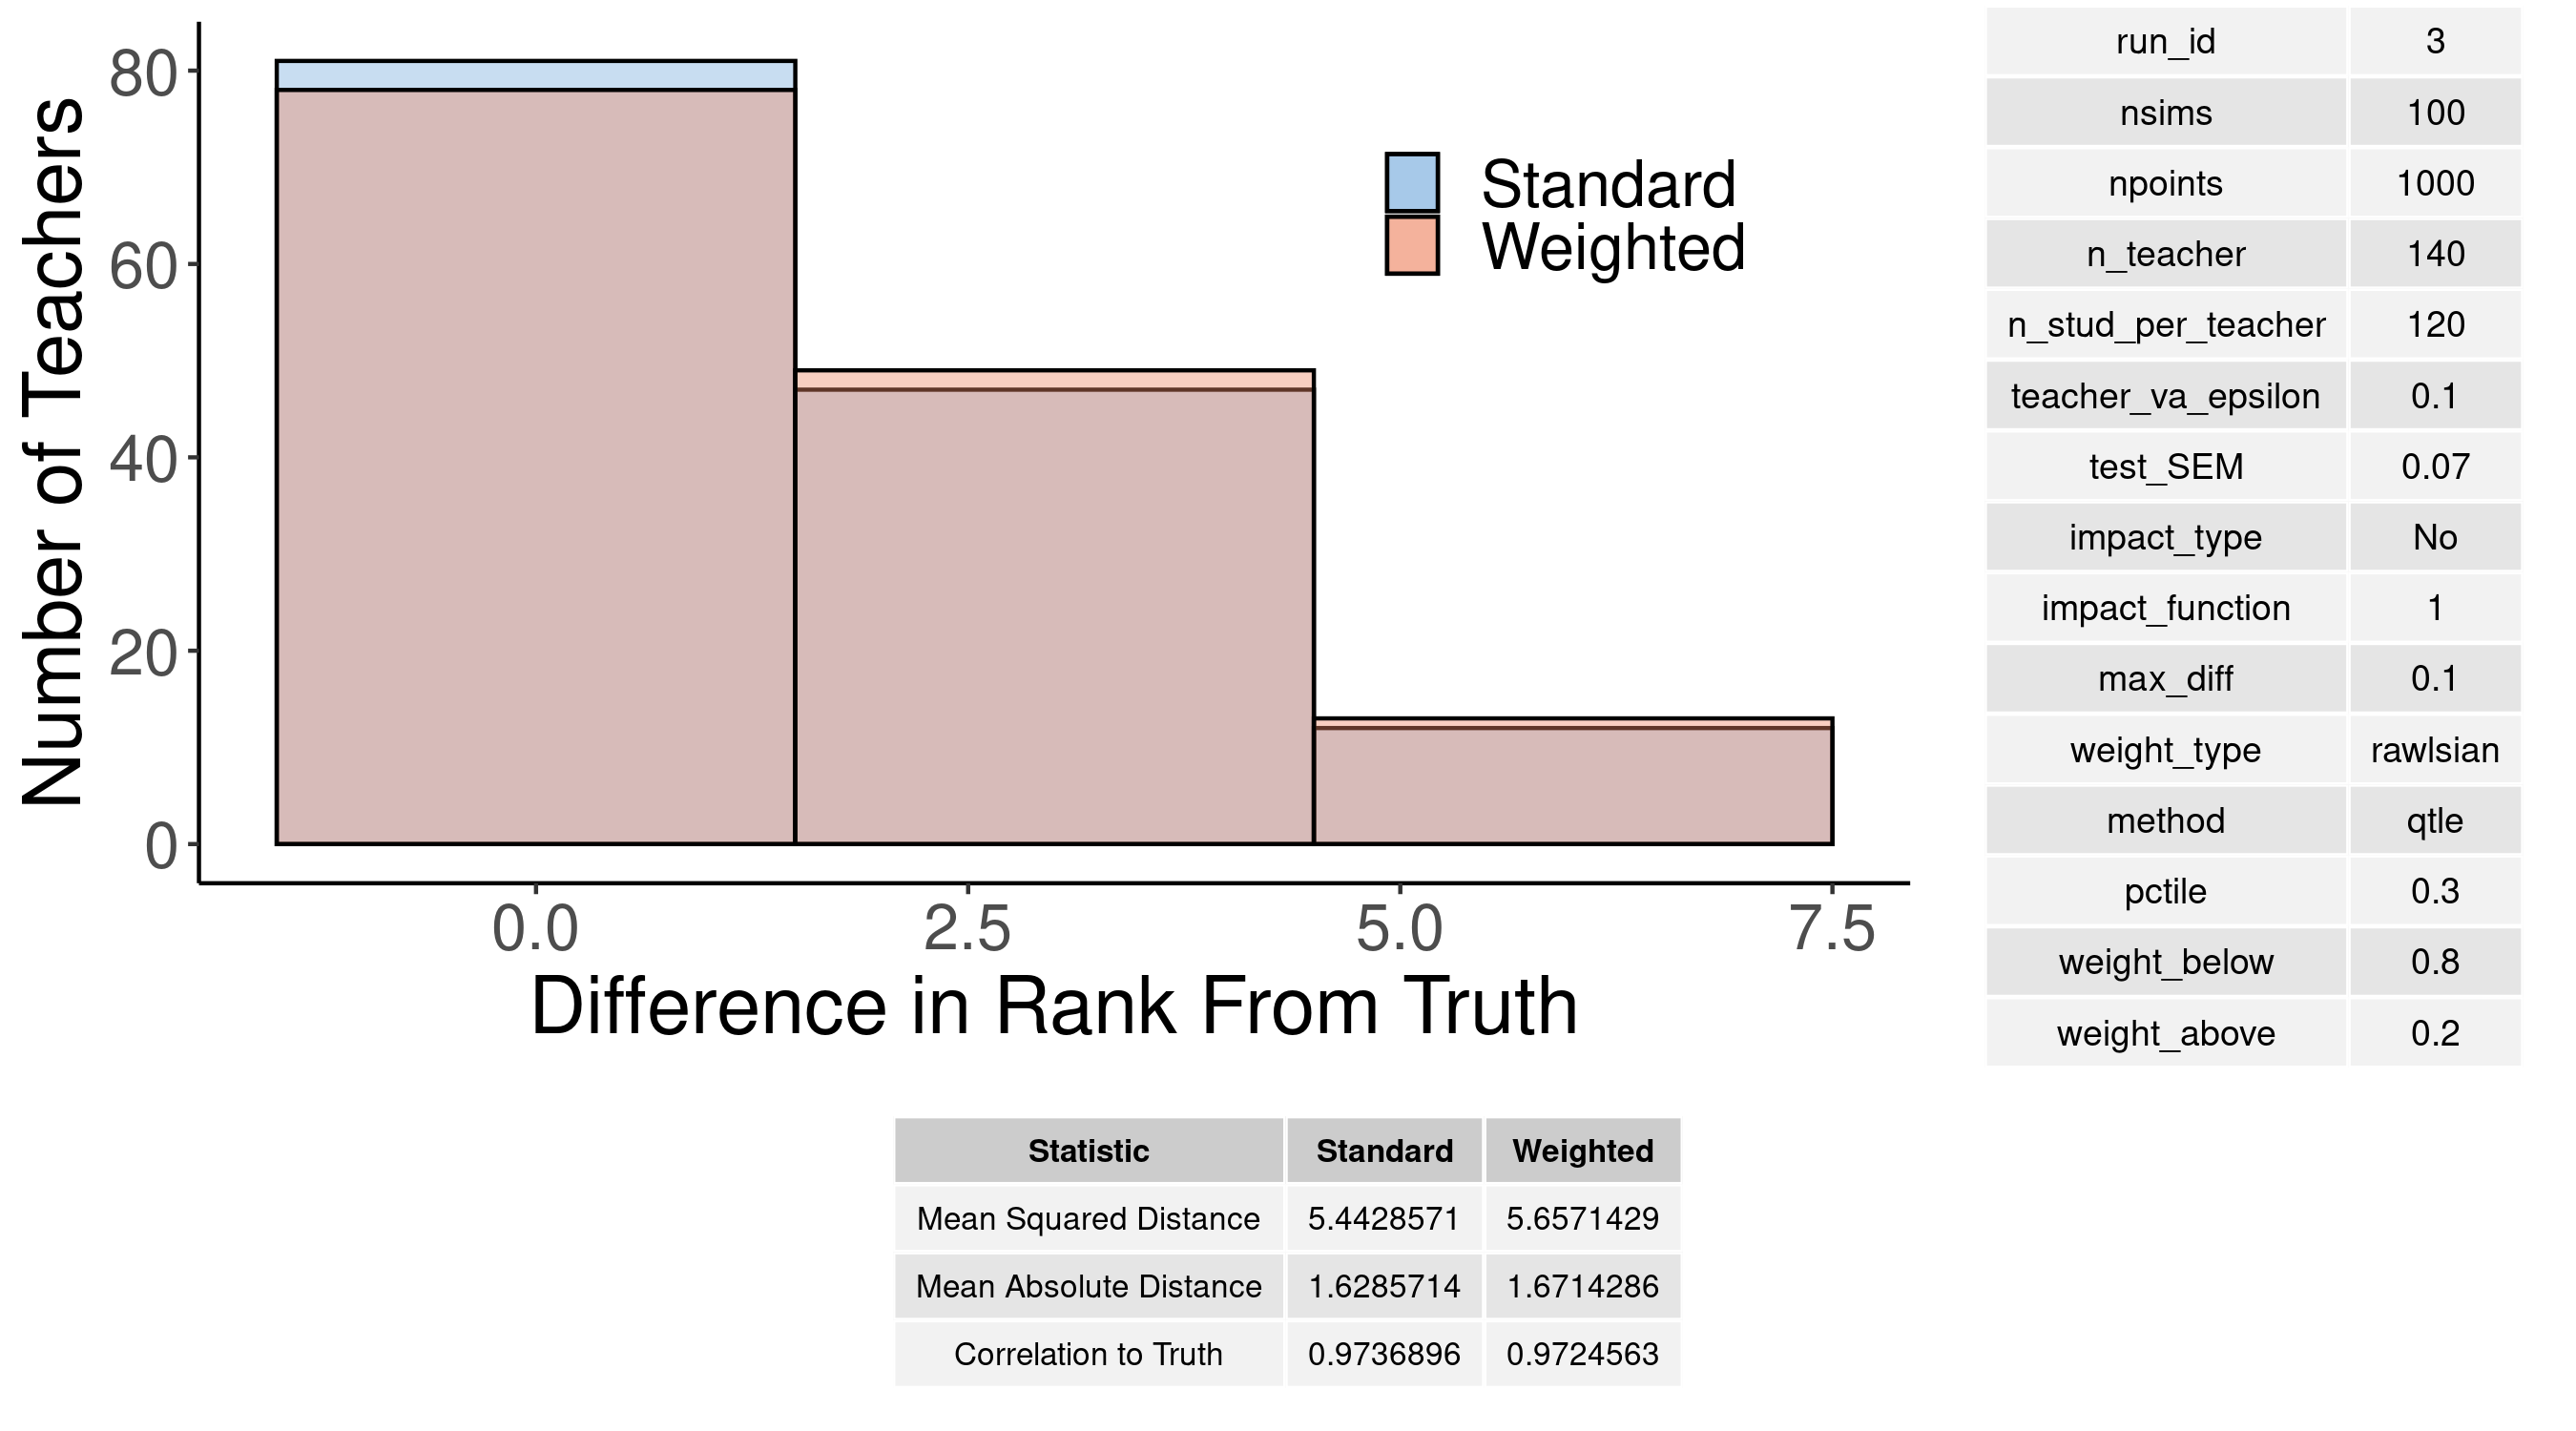 Number of Teachers
80
60
40
20
0
0.0 2.5 5.0 7.5
Difference in Rank From Truth
Standard
Weighted
run_id 3
nsims 100
npoints 1000
n_teacher 140
n_stud_per_teacher 120
teacher_va_epsilon 0.1
test_SEM 0.07
impact_type No
impact_function 1
max_diff 0.1
weight_type rawlsian
method qtle
pctile 0.3
weight_below 0.8
weight_above 0.2
Statistic Standard Weighted
Mean Squared Distance 5.4428571 5.6571429
Mean Absolute Distance 1.6285714 1.6714286
Correlation to Truth 0.9736896 0.9724563